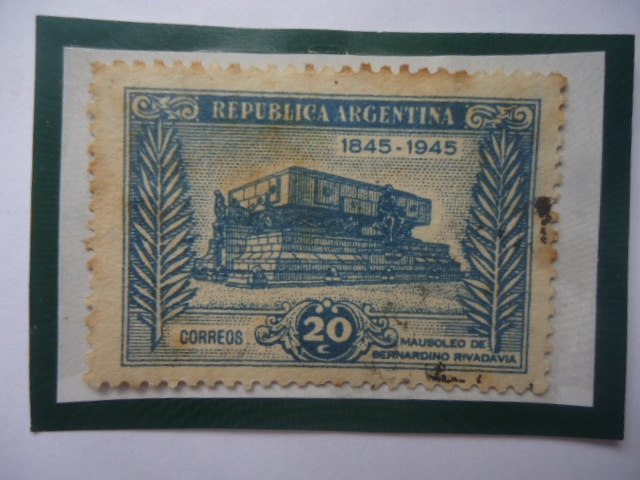 REPUBLICA ARGENTINA
1845-1945
CORREOS
20
C
MAUSOLEO DE
BERNARDINO RIVADAVIA